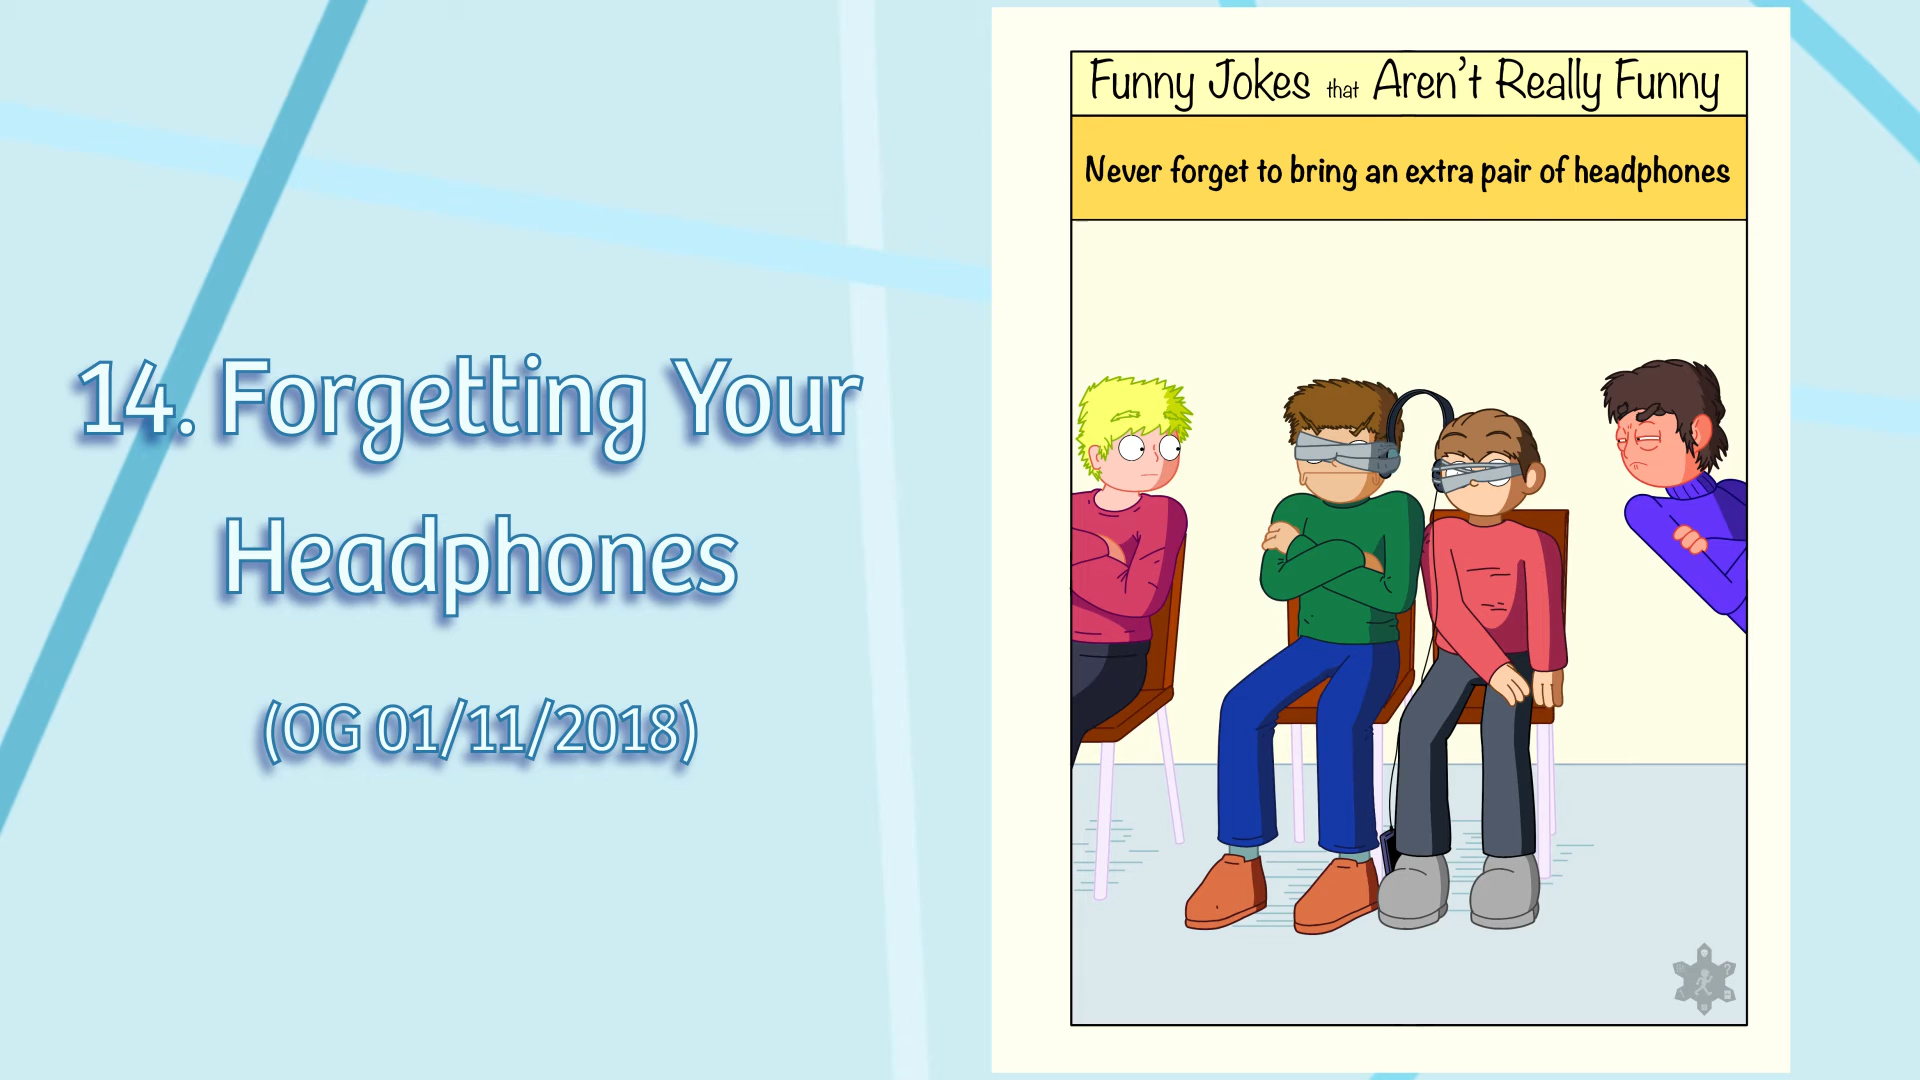 14. Forgetting Your
Headphones
(OG 01/11/2018)
Funny Jokes that Aren't Really Funny
Never forget to bring an extra pair of headphones